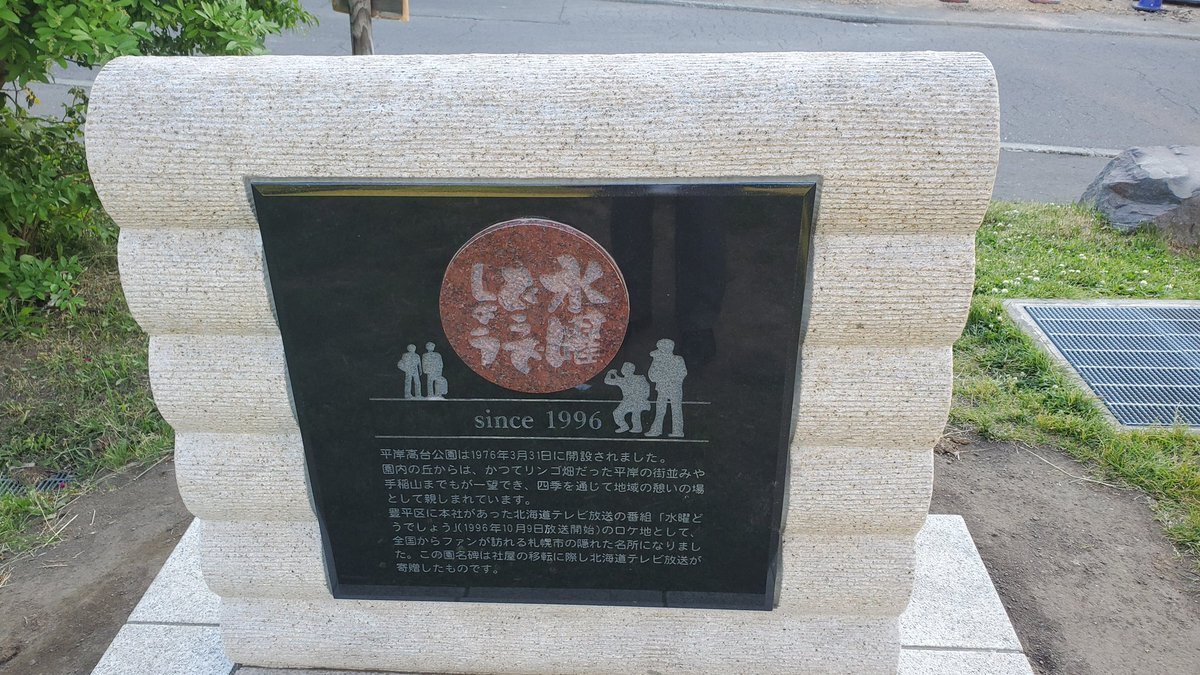 水曜
どうで
しょう
since 1996
平岸高台公園は1976年3月31日に開設されました。
園内の丘からは、かつてリンゴ畑だった平岸の街並みや
手稲山までもが一望でき、四季を通じて地域の憩いの場
として親しまれています。
豊平区に本社があった北海道テレビ放送の番組「水曜ど
うでしょう」(1996年10月9日放送開始)のロケ地として、
全国からファンが訪れる札幌市の隠れた名所になりまし
た。この園名碑は社屋の移転に際し北海道テレビ放送が
寄贈したものです。